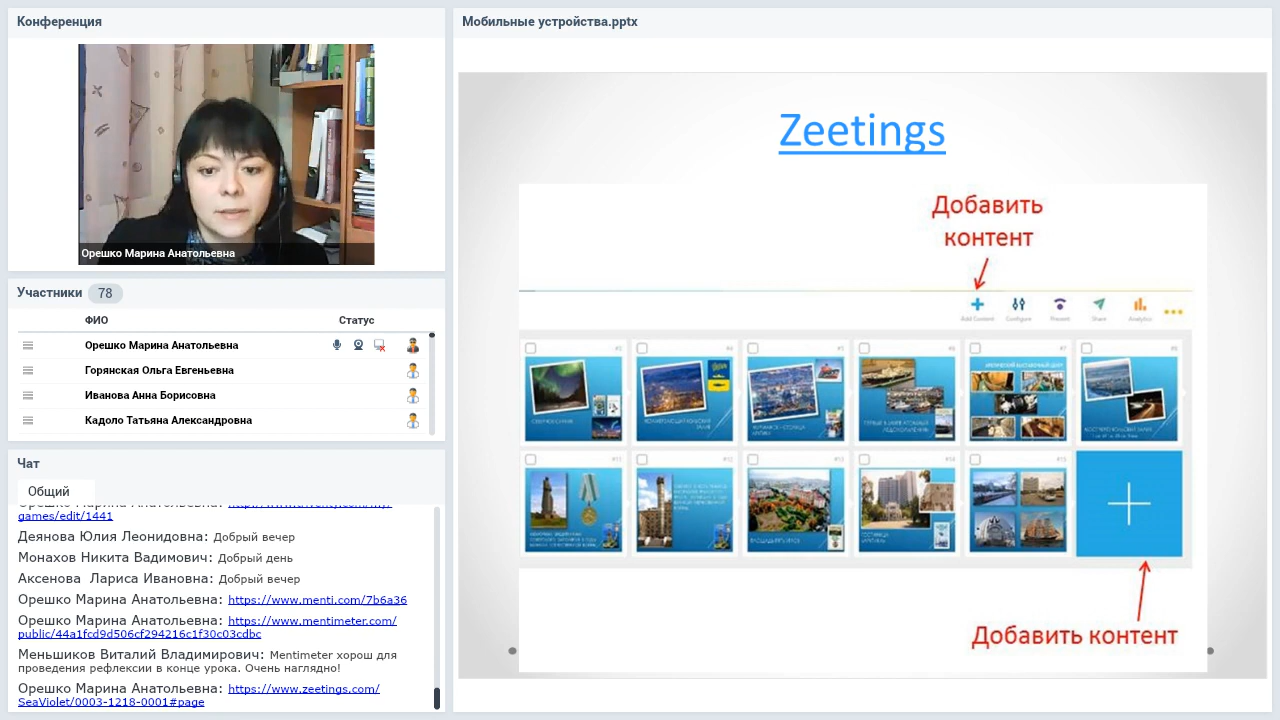 Конференция
Орешко Марина Анатольевна
Участники 78
ФИО Статус
Орешко Марина Анатольевна
Горянская Ольга Евгеньевна
Иванова Анна Борисовна
Кадоло Татьяна Александровна
Чат
Общий
games/edit/1441
Деянова Юлия Леонидовна: Добрый вечер
Монахов Никита Вадимович: Добрый день
Аксенова Лариса Ивановна: Добрый вечер
Орешко Марина Анатольевна: https://www.menti.com/7b6a36
Орешко Марина Анатольевна: https://www.mentimeter.com/
public/44a1fcd9d506cf294216c1f30c03cdbc
Меньшиков Виталий Владимирович: Mentimeter хорош для
проведения рефлексии в конце урока. Очень наглядно!
Орешко Марина Анатольевна: https://www.zeetings.com/
SeaViolet/0003-1218-0001#page
Мобильные устройства.pptx
Zeetings
Добавить
контент
Add Content Configure Present Share Analytics
Добавить контент